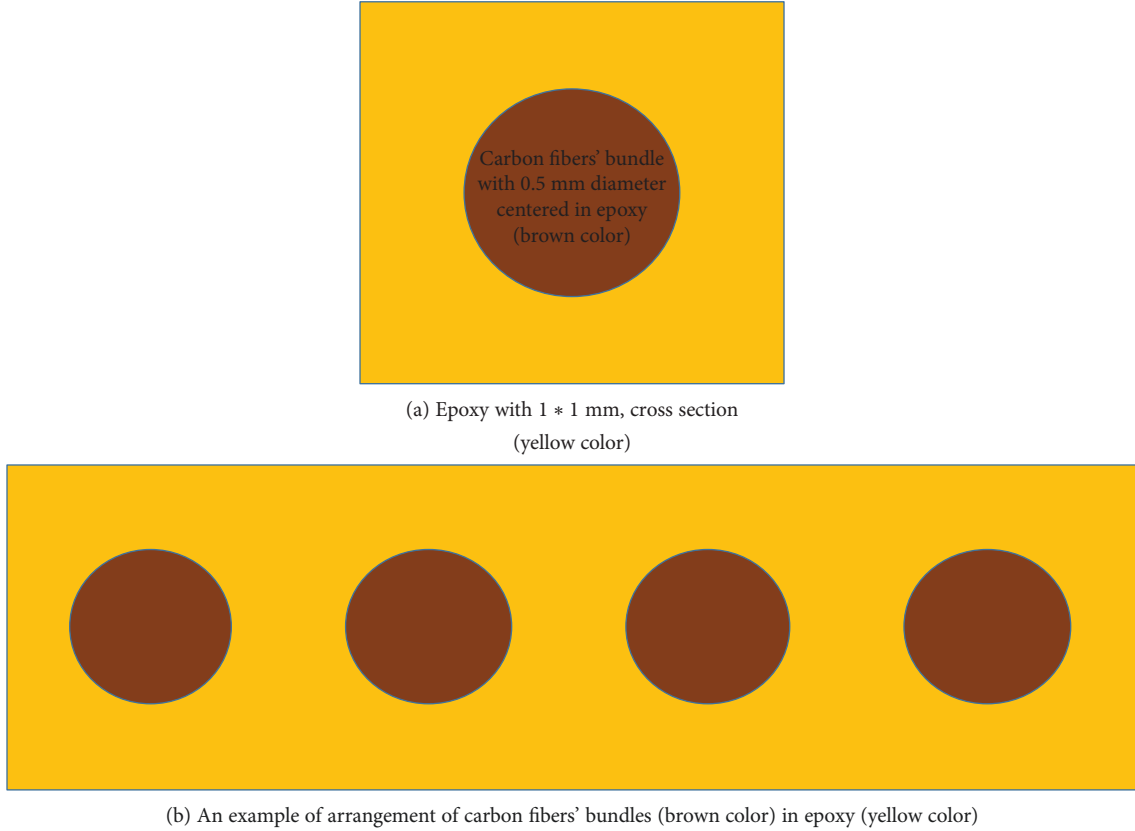 Carbon fibers’ bundle
with 0.5 mm diameter
centered in epoxy
(brown color)
(a) Epoxy with 1 ∗ 1 mm, cross section
(yellow color)
(b) An example of arrangement of carbon fibers’ bundles (brown color) in epoxy (yellow color)